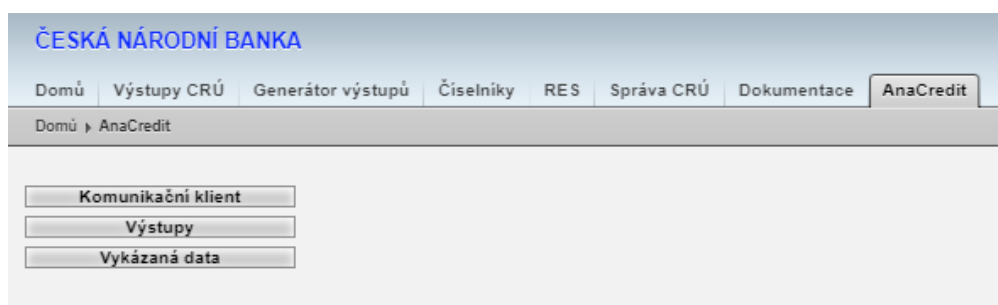 ČESKÁ NÁRODNÍ BANKA
Domů Výstupy CRÚ Generátor výstupů Číselníky RES Správa CRÚ Dokumentace AnaCredit
Domů AnaCredit
Komunikační klient
Výstupy
Vykázaná data